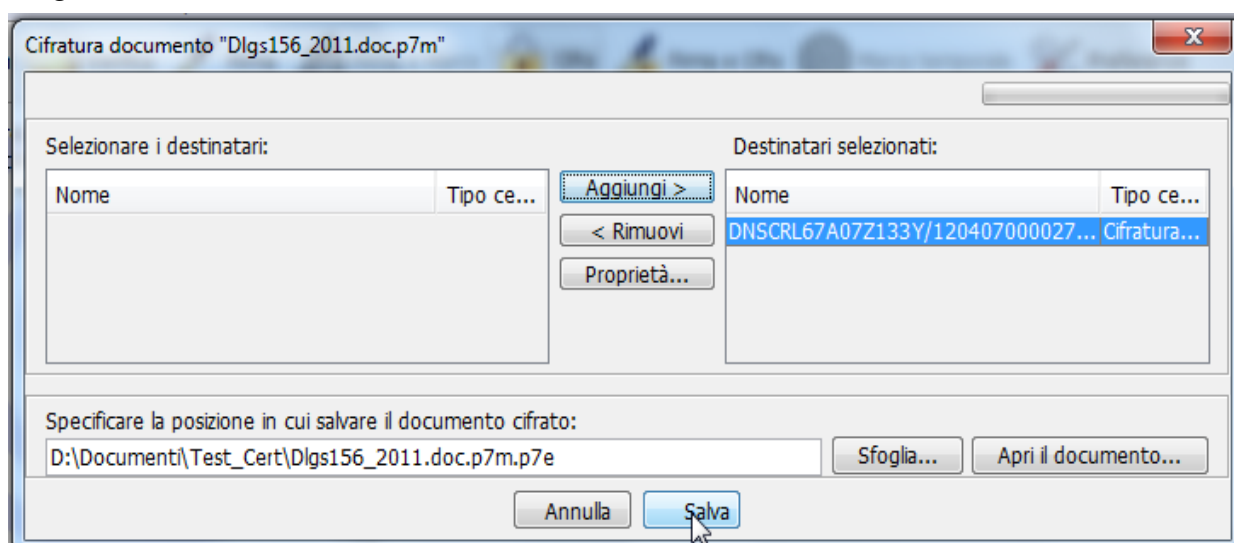 Cifratura documento "Dlgs156_2011.doc.p7m"
Selezionare i destinatari:
Nome Tipo ce...
Aggiungi >
< Rimuovi
Proprietà...
Destinatari selezionati:
Nome Tipo ce...
DNSCRL67A07Z133Y/120407000027... Cifratura...
Specificare la posizione in cui salvare il documento cifrato:
D:\Documenti\Test_Cert\Dlgs156_2011.doc.p7m.p7e
Sfoglia... Apri il documento...
Annulla Salva